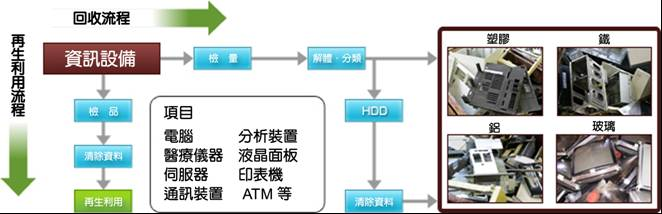 回收流程
再生利用流程
資訊設備
檢 量
解體・分類
塑膠
鐵
鋁
玻璃
檢 品
清除資料
再生利用
項目
電腦 分析裝置
醫療儀器 液晶面板
伺服器 印表機
通訊裝置 ATM 等
HDD
清除資料